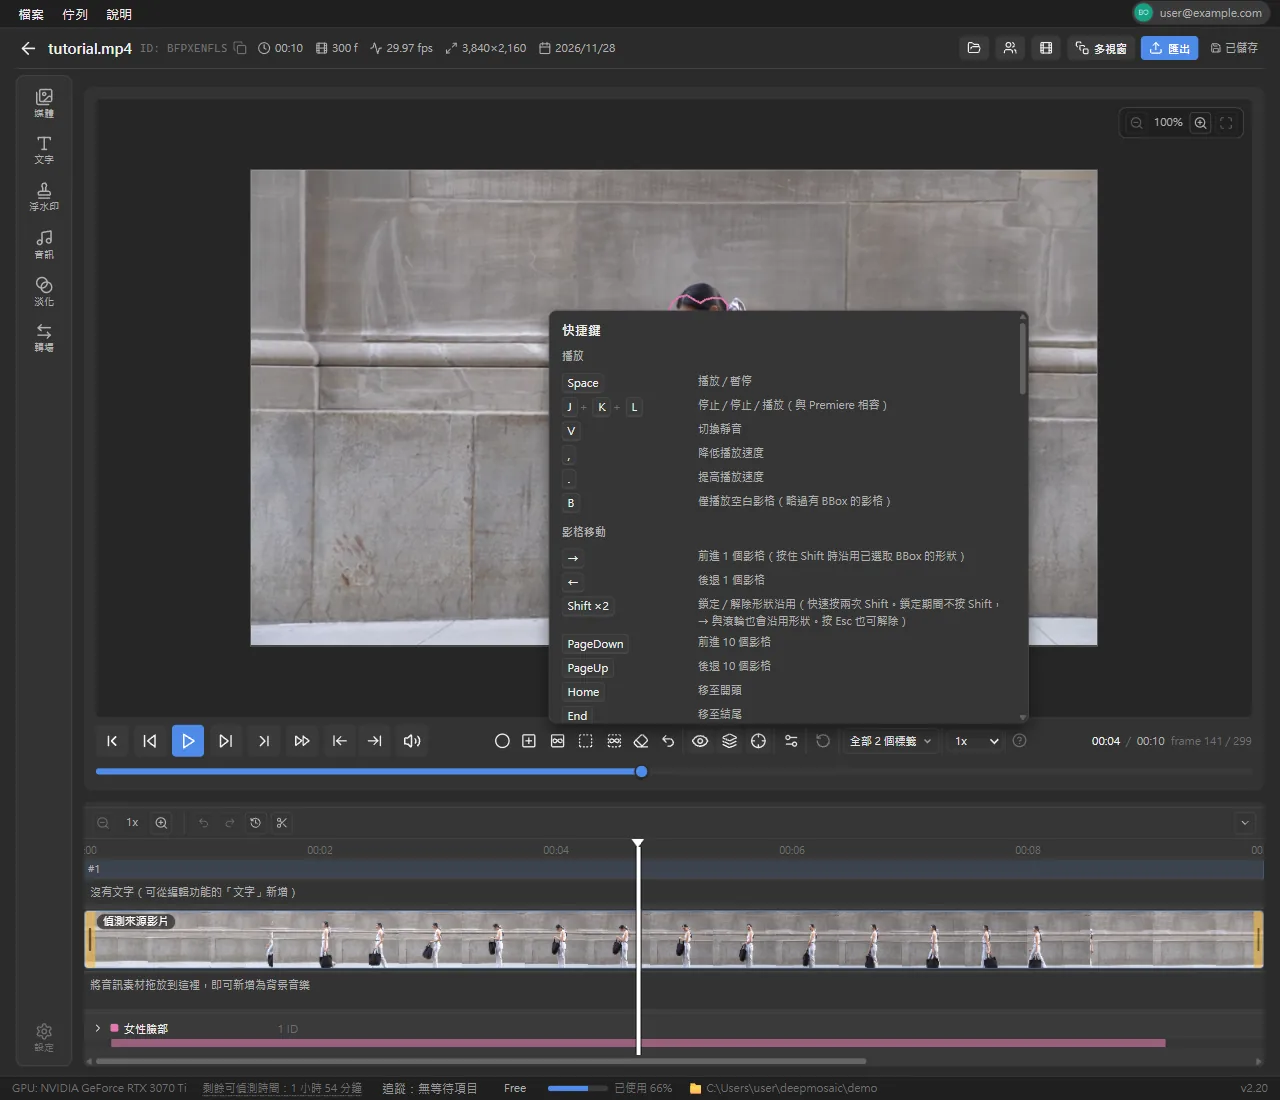 檔案 佇列 說明
BO user@example.com
tutorial.mp4 ID: BFPXENFLS 00:10 300 f 29.97 fps 3,840×2,160 2026/11/28
多視窗 匯出 已儲存
媒體
文字
浮水印
音訊
淡化
轉場
設定
100%
快捷鍵
播放
Space 播放 / 暫停
J + K + L 停止 / 停止 / 播放（與 Premiere 相容）
V 切換靜音
, 降低播放速度
. 提高播放速度
B 僅播放空白影格（略過有 BBox 的影格）
影格移動
→ 前進 1 個影格（按住 Shift 時沿用已選取 BBox 的形狀）
← 後退 1 個影格
Shift ×2 鎖定 / 解除形狀沿用（快速按兩次 Shift。鎖定期間不按 Shift，
→ 與滾輪也會沿用形狀。按 Esc 也可解除）
PageDown 前進 10 個影格
PageUp 後退 10 個影格
Home 移至開頭
End 移至結尾
全部 2 個標籤 1x 00:04 / 00:10 frame 141 / 299
1x
:00 00:02 00:04 00:06 00:08 00
#1
沒有文字（可從編輯功能的「文字」新增）
偵測來源影片
將音訊素材拖放到這裡，即可新增為背景音樂
女性臉部 1 ID
GPU: NVIDIA GeForce RTX 3070 Ti 剩餘可偵測時間：1 小時 54 分鐘 追蹤：無等待項目 Free 已使用 66% C:\Users\user\deepmosaic\demo v2.20